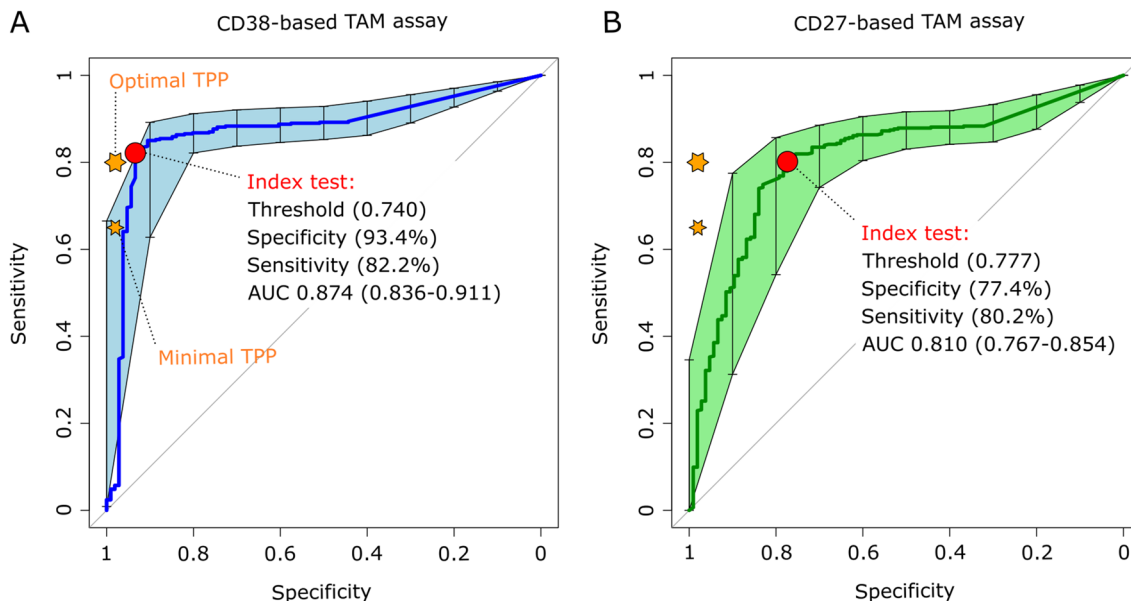 A
CD38-based TAM assay
Optimal TPP
Index test:
Threshold (0.740)
Specificity (93.4%)
Sensitivity (82.2%)
AUC 0.874 (0.836-0.911)
Minimal TPP
Sensitivity
0
0.2
0.4
0.6
0.8
1
1
0.8
0.6
0.4
0.2
0
Specificity
B
CD27-based TAM assay
Index test:
Threshold (0.777)
Specificity (77.4%)
Sensitivity (80.2%)
AUC 0.810 (0.767-0.854)
Sensitivity
0
0.2
0.4
0.6
0.8
1
1
0.8
0.6
0.4
0.2
0
Specificity